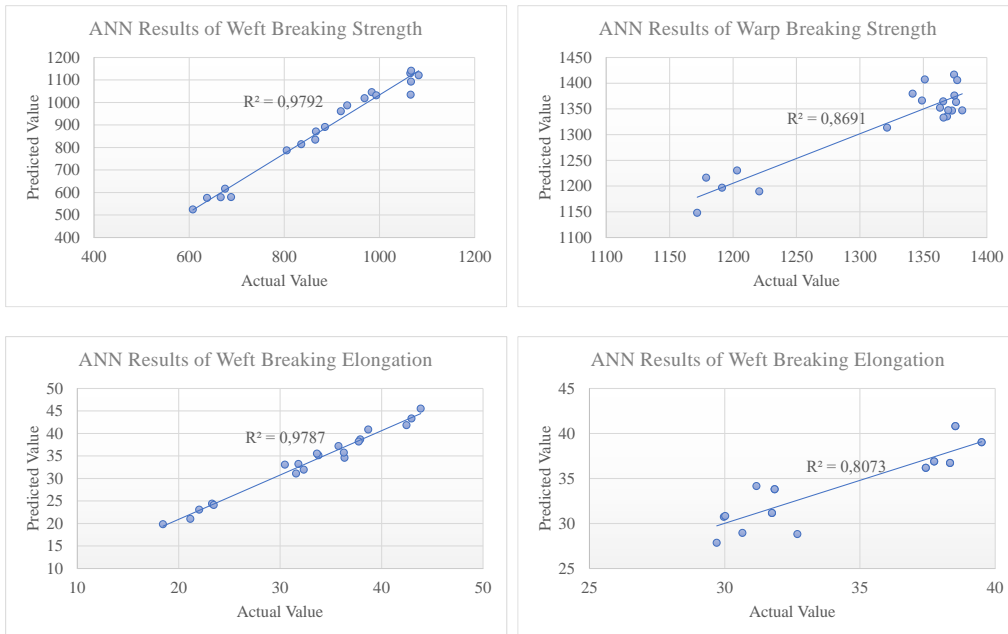 ANN Results of Weft Breaking Strength
1200
1100
1000
900
800
700
600
500
400
Predicted Value
R² = 0,9792
400 600 800 1000 1200
Actual Value
ANN Results of Warp Breaking Strength
1450
1400
1350
1300
1250
1200
1150
1100
Predicted Value
R² = 0,8691
1100 1150 1200 1250 1300 1350 1400
Actual Value
ANN Results of Weft Breaking Elongation
50
45
40
35
30
25
20
15
10
Predicted Value
R² = 0,9787
10 20 30 40 50
Actual Value
ANN Results of Weft Breaking Elongation
45
40
35
30
25
Predicted Value
R² = 0,8073
25 30 35 40
Actual Value